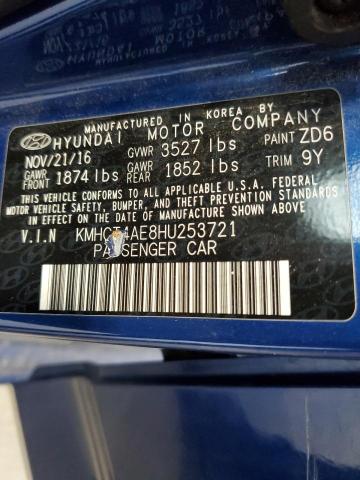 MANUFACTURED IN KOREA BY
HYUNDAI MOTOR COMPANY
NOV/21/16 GVWR 3527 lbs PAINT ZD6
GAWR FRONT 1874 lbs GAWR REAR 1852 lbs TRIM 9Y
THIS VEHICLE CONFORMS TO ALL APPLICABLE U.S.A. FEDERAL
MOTOR VEHICLE SAFETY, BUMPER, AND THEFT PREVENTION STANDARDS
IN EFFECT ON THE DATE OF MANUFACTURE SHOWN ABOVE.
V.I.N KMHCT4AE8HU253721
PASSENGER CAR